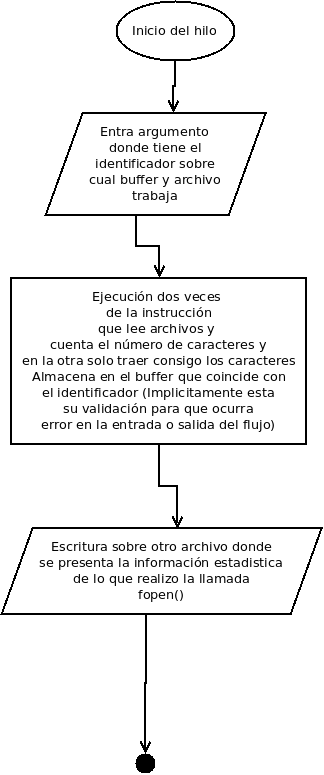 Inicio del hilo
Entra argumento
donde tiene el
identificador sobre
cual buffer y archivo
trabaja
Ejecución dos veces
de la instrucción
que lee archivos y
cuenta el número de caracteres y
en la otra solo traer consigo los caracteres
Almacena en el buffer que coincide con
el identificador (Implicitamente esta
su validación para que ocurra
error en la entrada o salida del flujo)
Escritura sobre otro archivo donde
se presenta la información estadistica
de lo que realizo la llamada
fopen()